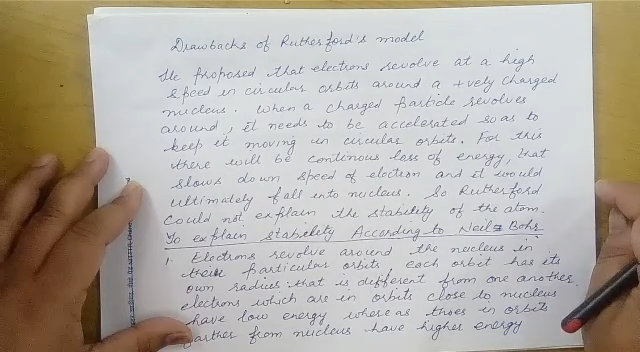 Drawbacks of Rutherford's model
He proposed that electrons revolve at a high
speed in circular orbits around a +vely charged
nucleus. When a charged particle revolves
around, it needs to be accelerated so as to
keep it moving in circular orbits. For this
there will be continous loss of energy, that
slows down speed of electron and it would
ultimately fall into nucleus. So Rutherford
could not explain the stability of the atom.
To explain stability According to Neils Bohr
1. Electrons revolve around the nucleus in
their particular orbits each orbit has its
own radius that is different from one another.
electrons which are in orbits close to nucleus
have low energy where as thoes in orbits
farther from nucleus have higher energy